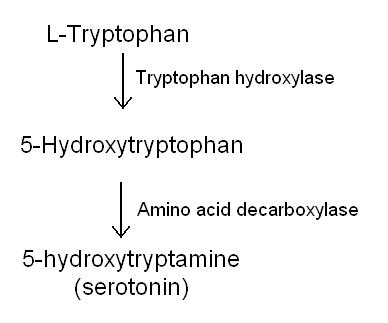 L-Tryptophan
Tryptophan hydroxylase
5-Hydroxytryptophan
Amino acid decarboxylase
5-hydroxytryptamine
(serotonin)